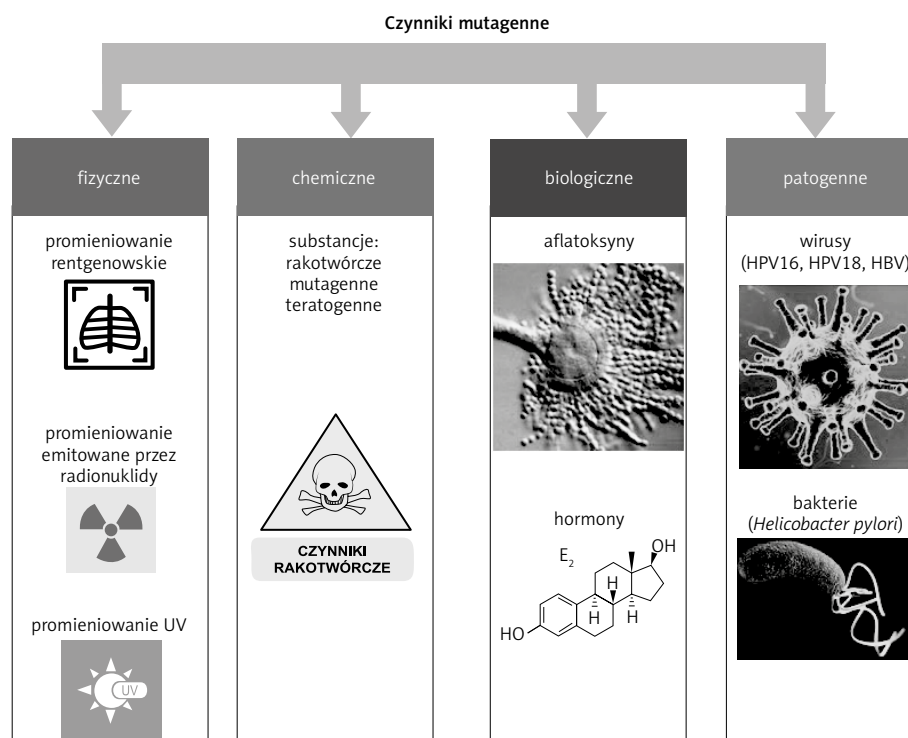 Czynniki mutagenne
fizyczne
promieniowanie
rentgenowskie
promieniowanie
emitowane przez
radionuklidy
promieniowanie UV
UV
chemiczne
substancje:
rakotwórcze
mutagenne
teratogenne
CZYNNIKI
RAKOTWÓRCZE
biologiczne
aflatoksyny
hormony
E₂
OH
H
H
H
HO
patogenne
wirusy
(HPV16, HPV18, HBV)
bakterie
(Helicobacter pylori)